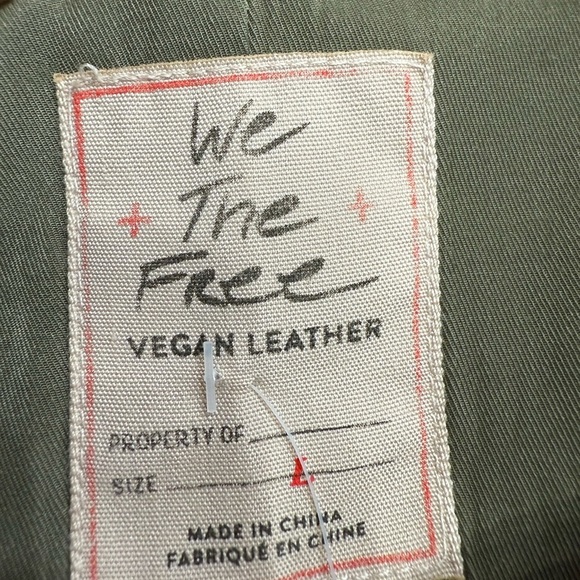 We
+ The +
Free
VEGAN LEATHER
PROPERTY OF
SIZE L
MADE IN CHINA
FABRIQUÉ EN CHINE